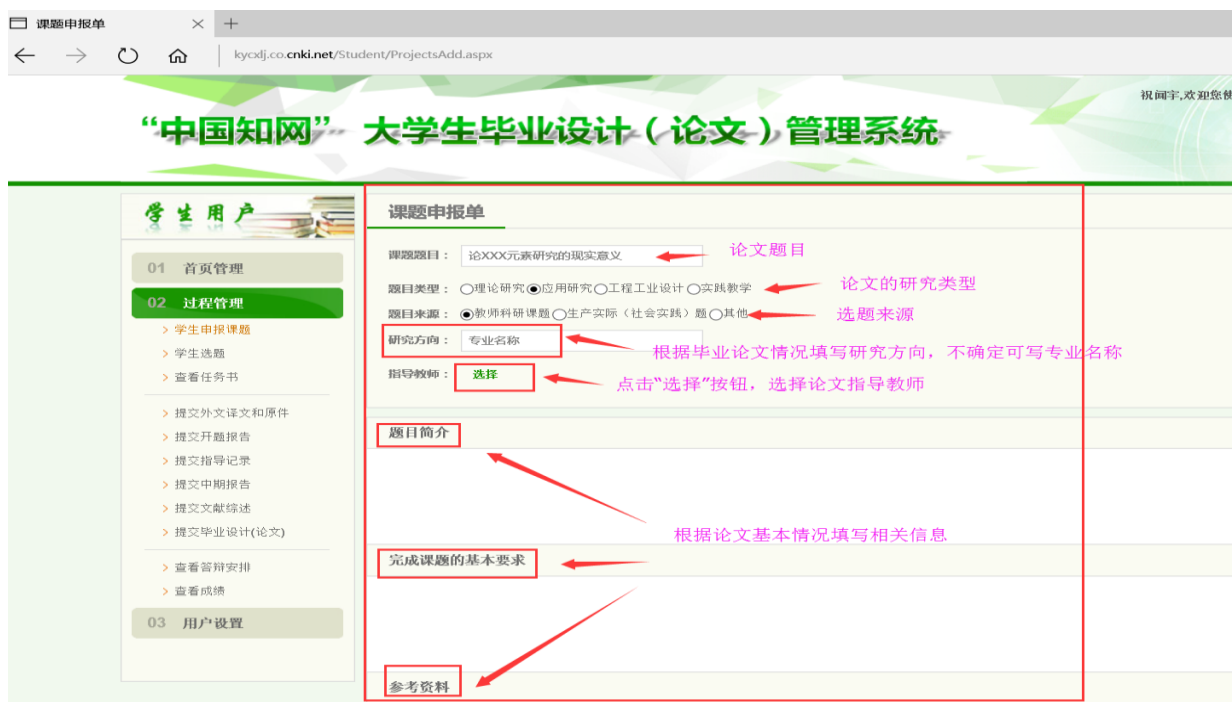 课题申报单
kycxlj.co.cnki.net/Student/ProjectsAdd.aspx
祝闻宇,欢迎您使
“中国知网” 大学生毕业设计（论文）管理系统
学生用户
01 首页管理
02 过程管理
> 学生申报课题
> 学生选题
> 查看任务书
> 提交外文译文和原件
> 提交开题报告
> 提交指导记录
> 提交中期报告
> 提交文献综述
> 提交毕业设计(论文)
> 查看答辩安排
> 查看成绩
03 用户设置
课题申报单
课题题目： 论XXX元素研究的现实意义 论文题目
题目类型： 理论研究 应用研究 工程工业设计 实践教学 论文的研究类型
题目来源： 教师科研课题 生产实际（社会实践）题 其他 选题来源
研究方向： 专业名称
根据毕业论文情况填写研究方向，不确定可写专业名称
指导教师： 选择
点击“选择”按钮，选择论文指导教师
题目简介
根据论文基本情况填写相关信息
完成课题的基本要求
参考资料